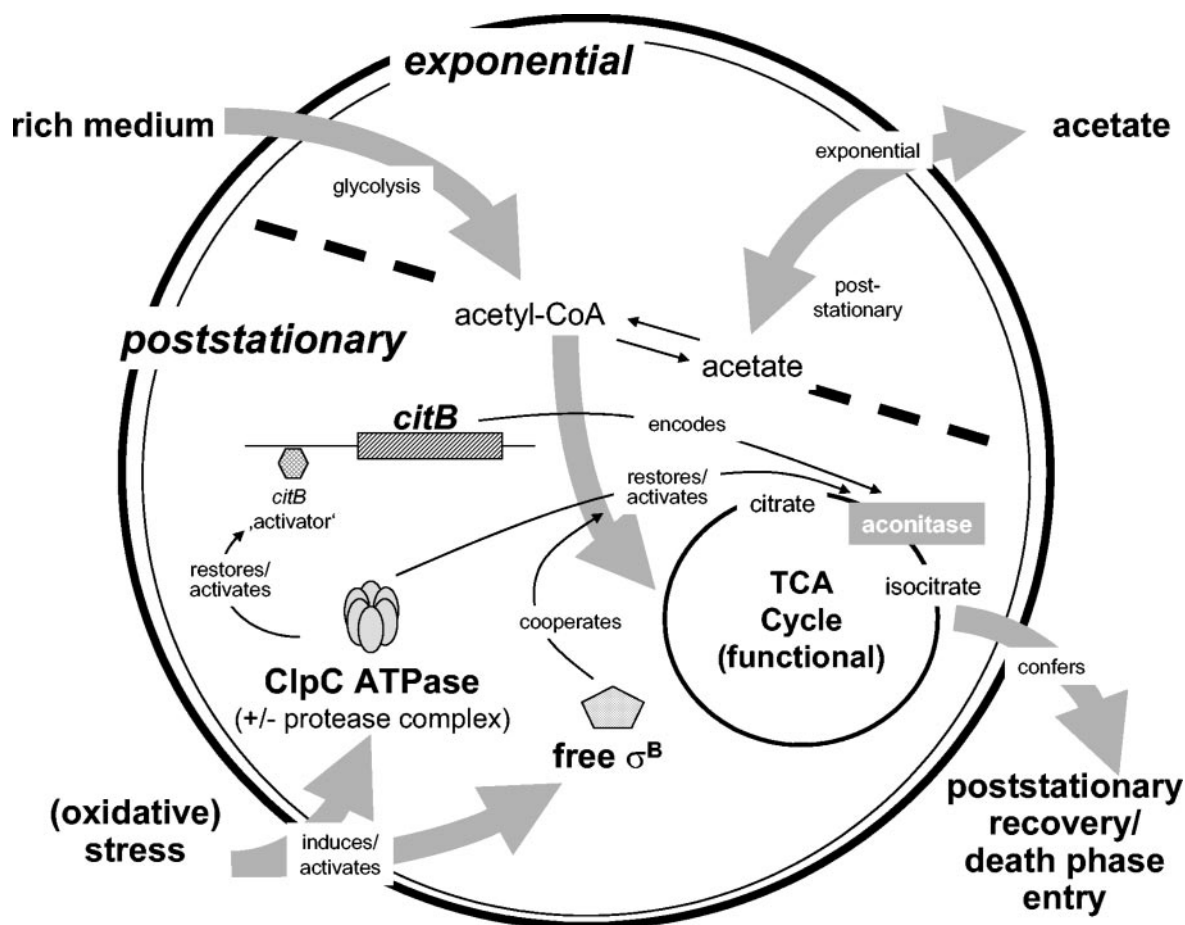 exponential
rich medium
acetate
exponential
glycolysis
post-
stationary
acetyl-CoA
poststationary
acetate
citB
encodes
restores/
activates
citrate
aconitase
citB
‚activator‘
restores/
activates
TCA
Cycle
(functional)
isocitrate
cooperates
confers
ClpC ATPase
(+/- protease complex)
free σB
poststationary
recovery/
death phase
entry
(oxidative)
stress
induces/
activates